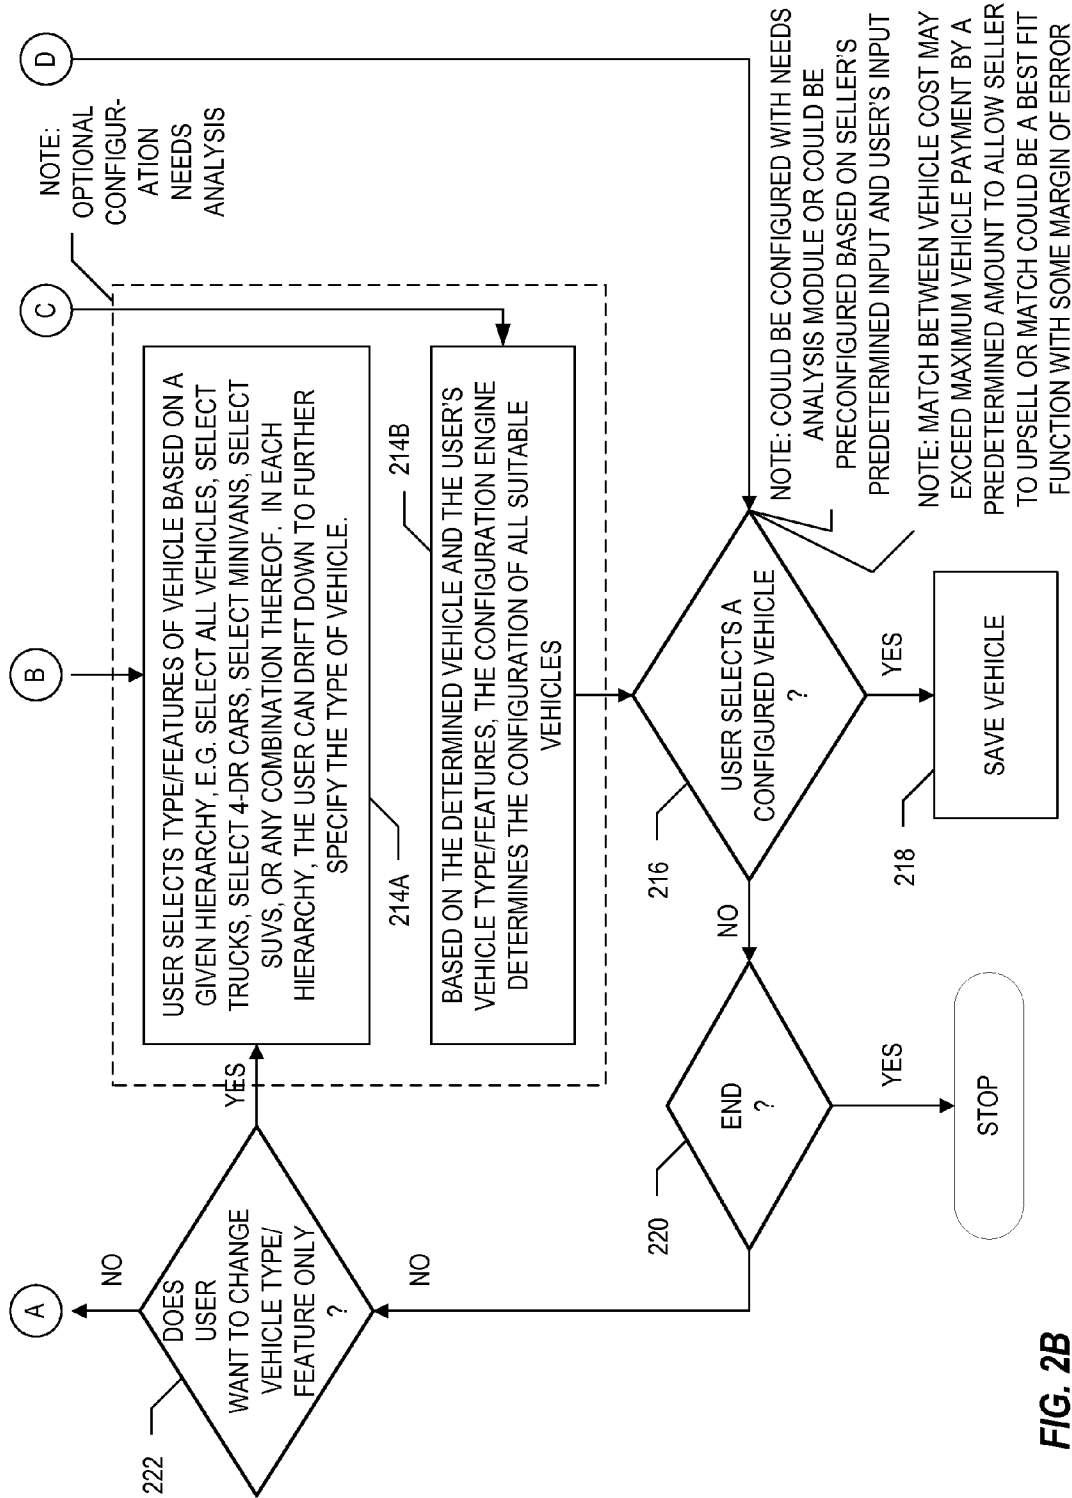 A
B
C
D
NOTE:
OPTIONAL
CONFIGUR-
ATION
NEEDS
ANALYSIS
DOES
USER
WANT TO CHANGE
VEHICLE TYPE/
FEATURE ONLY
?
222
NO
YES
USER SELECTS TYPE/FEATURES OF VEHICLE BASED ON A
GIVEN HIERARCHY, E.G. SELECT ALL VEHICLES, SELECT
TRUCKS, SELECT 4-DR CARS, SELECT MINIVANS, SELECT
SUVS, OR ANY COMBINATION THEREOF. IN EACH
HIERARCHY, THE USER CAN DRIFT DOWN TO FURTHER
SPECIFY THE TYPE OF VEHICLE.
214A
BASED ON THE DETERMINED VEHICLE AND THE USER'S
VEHICLE TYPE/FEATURES, THE CONFIGURATION ENGINE
DETERMINES THE CONFIGURATION OF ALL SUITABLE
VEHICLES
214B
NO
END
?
220
YES
STOP
NO
USER SELECTS A
CONFIGURED VEHICLE
?
216
YES
SAVE VEHICLE
218
NOTE: COULD BE CONFIGURED WITH NEEDS
ANALYSIS MODULE OR COULD BE
PRECONFIGURED BASED ON SELLER'S
PREDETERMINED INPUT AND USER'S INPUT
NOTE: MATCH BETWEEN VEHICLE COST MAY
EXCEED MAXIMUM VEHICLE PAYMENT BY A
PREDETERMINED AMOUNT TO ALLOW SELLER
TO UPSELL OR MATCH COULD BE A BEST FIT
FUNCTION WITH SOME MARGIN OF ERROR
FIG. 2B